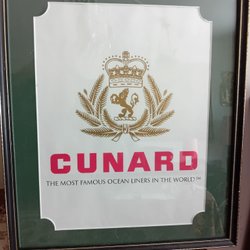 CUNARD
THE MOST FAMOUS OCEAN LINERS IN THE WORLD™